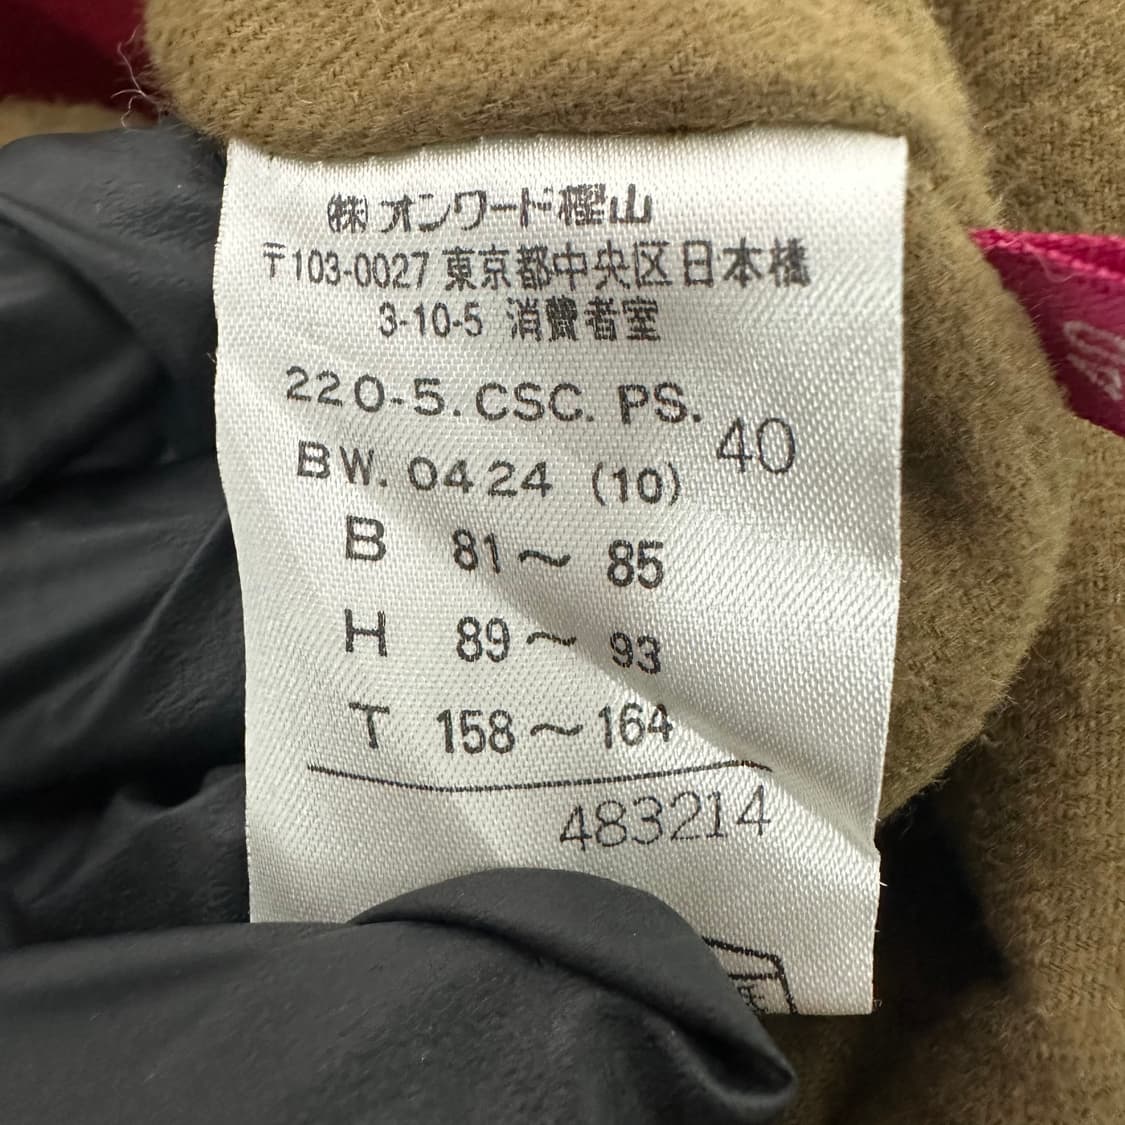 (株)オンワード樫山
〒103-0027 東京都中央区日本橋
3-10-5 消費者室
220-5.CSC. PS.
40
BW. 0424 (10)
B 81～85
H 89～93
T 158～164
483214